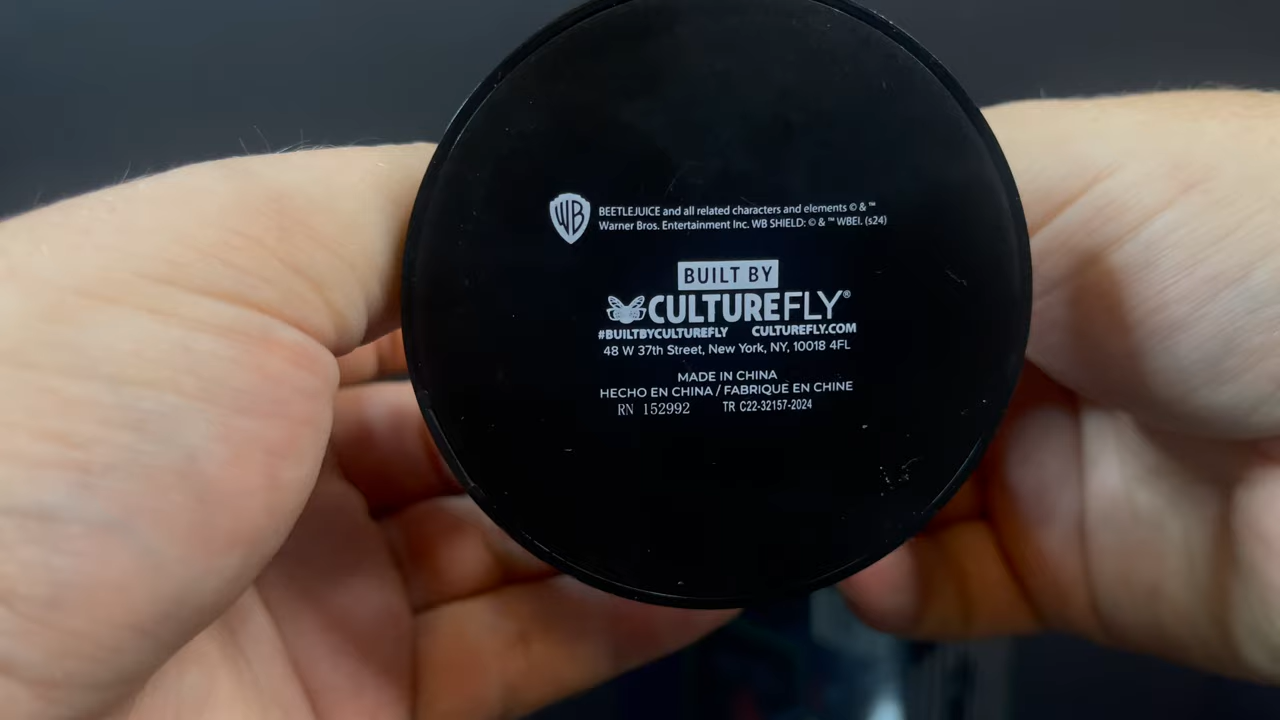 WB
BEETLEJUICE and all related characters and elements © & ™
Warner Bros. Entertainment Inc. WB SHIELD: © & ™ WBEI. (s24)
BUILT BY
CULTUREFLY®
#BUILTBYCULTUREFLY CULTUREFLY.COM
48 W 37th Street, New York, NY, 10018 4FL
MADE IN CHINA
HECHO EN CHINA / FABRIQUE EN CHINE
RN 152992 TR C22-32157-2024